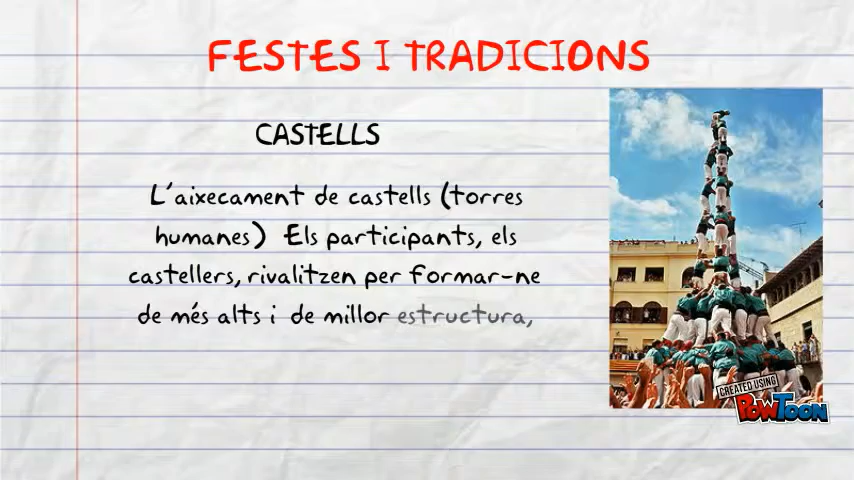 FESTES I TRADICIONS
CASTELLS
L'aixecament de castells (torres
humanes) Els participants, els
castellers, rivalitzen per formar-ne
de més alts i de millor estructura,
CREATED USING
POWTOON